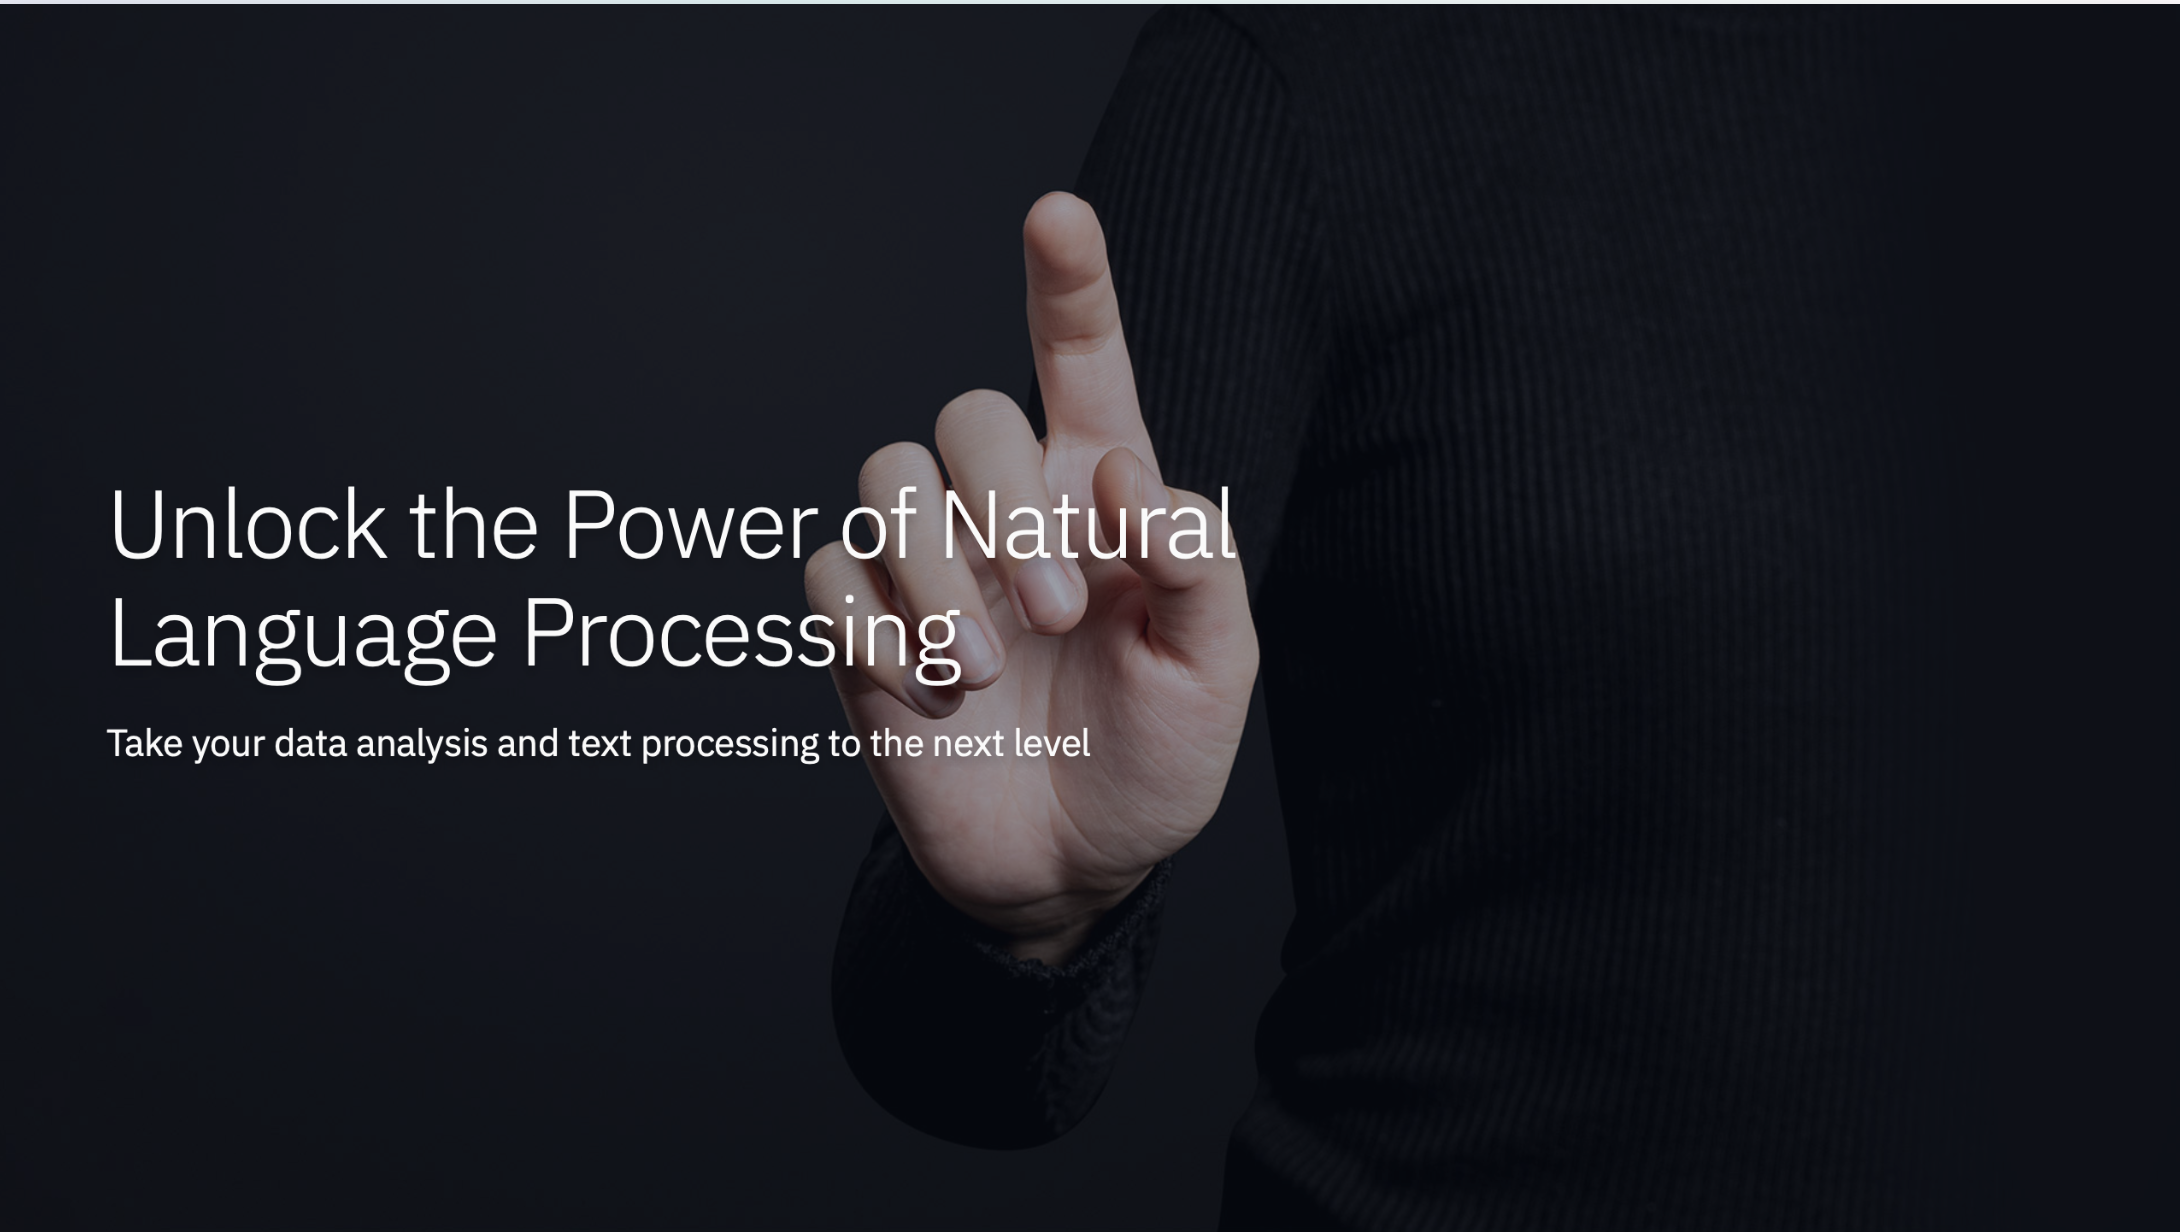 Unlock the Power of Natural
Language Processing
Take your data analysis and text processing to the next level